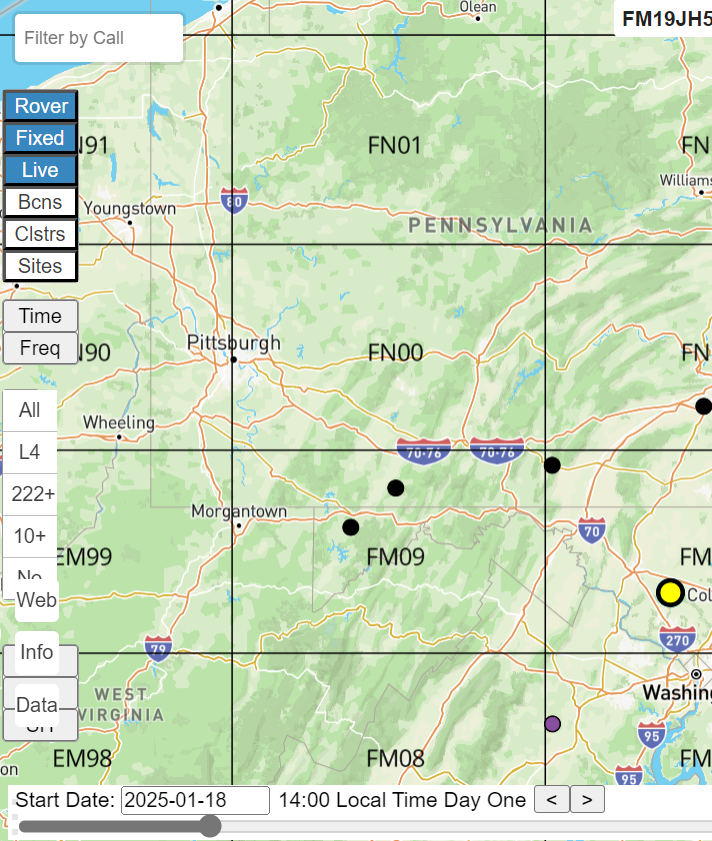 Olean
FM19JH5
Filter by Call
Rover
Fixed
Live
Bcns
Clstrs
Sites
N91
FN01
FN
Williams
80
Youngstown
PENNSYLVANIA
Time
Freq
N90
Pittsburgh
FN00
FN
All
L4
222+
10+
No
Web
Info
Data
Wheeling
70-76
70-76
Morgantown
70
EM99
FM09
FM
Col
270
79
WEST
VIRGINIA
Washing
95
EM98
FM08
FM
95
on
Start Date: 2025-01-18 14:00 Local Time Day One < >